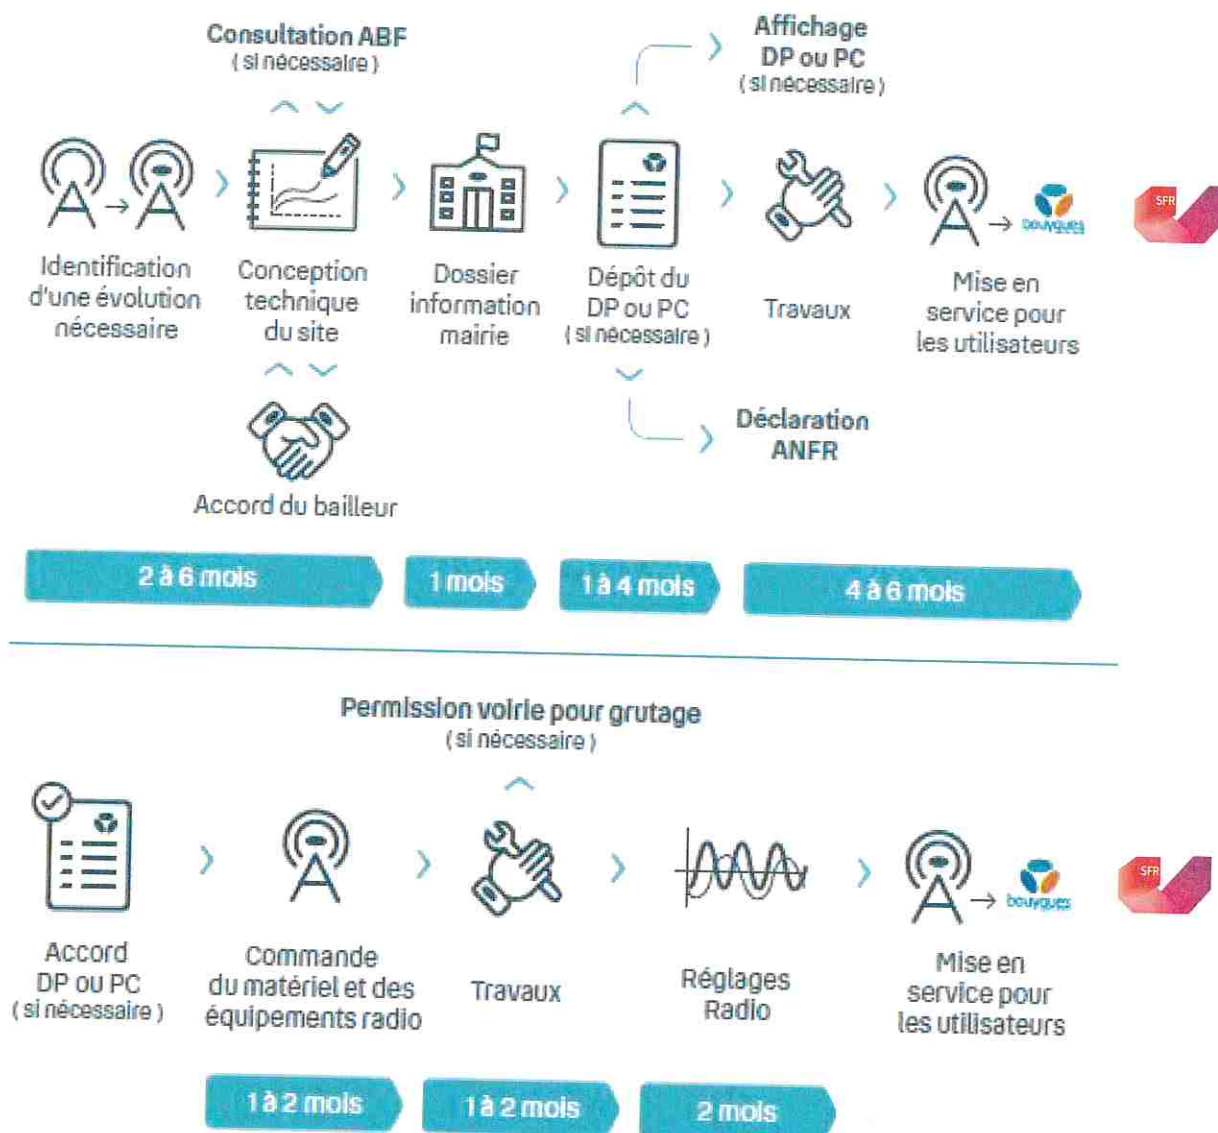 Consultation ABF
( si nécessaire )
Affichage
DP ou PC
( si nécessaire )
Identification
d'une évolution
nécessaire
Conception
technique
du site
Dossier
information
mairie
Dépôt du
DP ou PC
( si nécessaire )
Travaux
bouygues
SFR
Mise en
service pour
les utilisateurs
Déclaration
ANFR
Accord du bailleur
2 à 6 mois
1 mois
1 à 4 mois
4 à 6 mois
Permission voirie pour grutage
( si nécessaire )
Accord
DP ou PC
( si nécessaire )
Commande
du matériel et des
équipements radio
Travaux
Réglages
Radio
bouygues
SFR
Mise en
service pour
les utilisateurs
1 à 2 mois
1 à 2 mois
2 mois